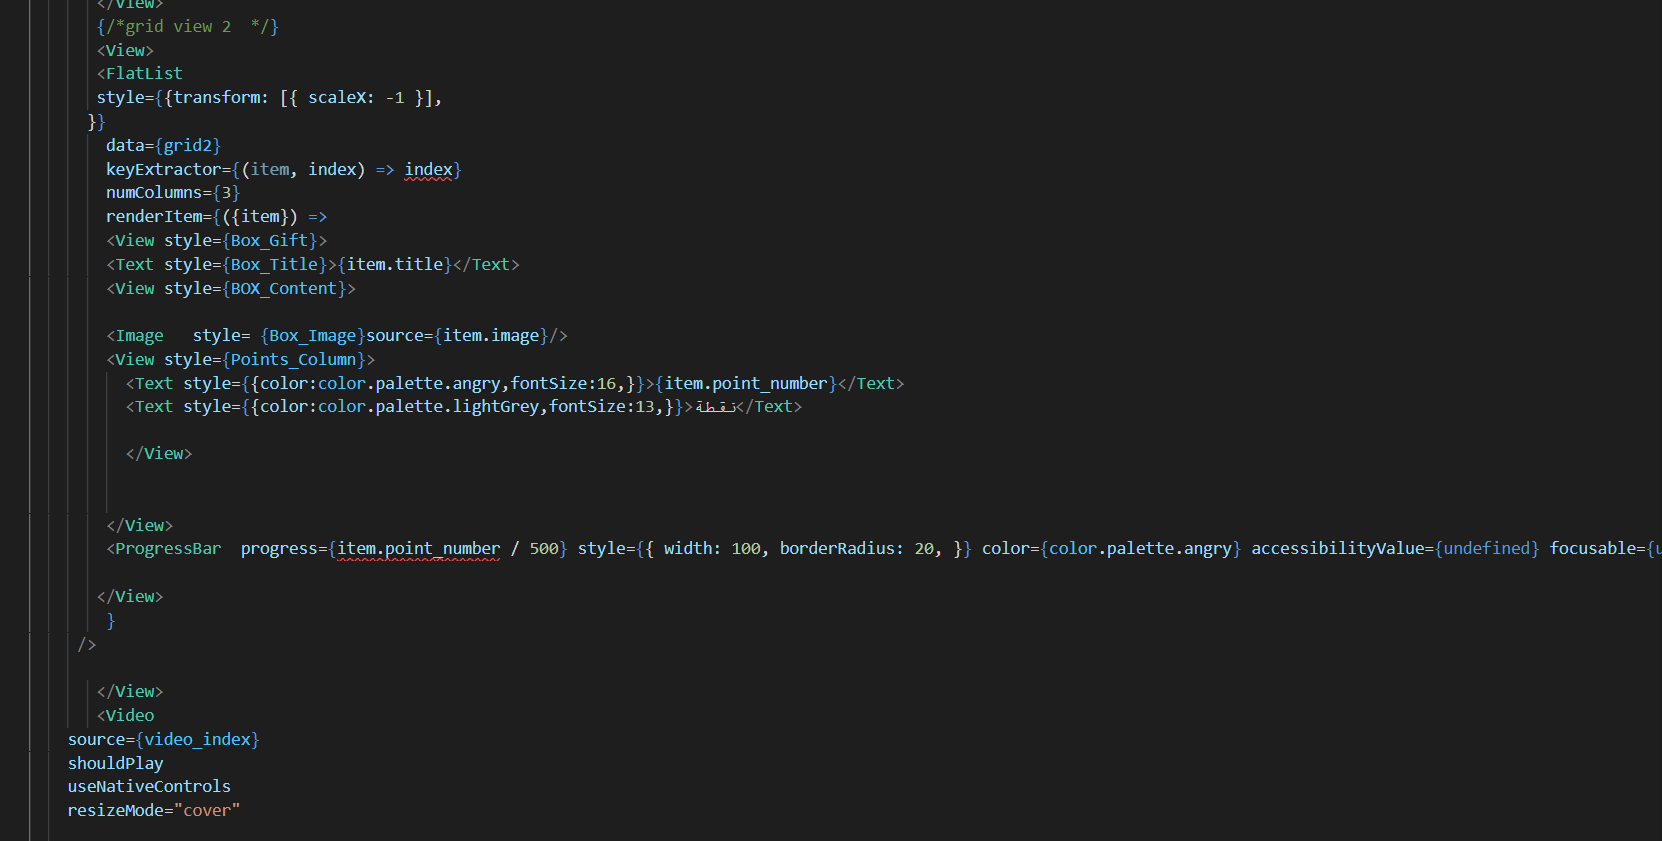 </View>
{/*grid view 2  */}
<View>
<FlatList
style={{transform: [{ scaleX: -1 }],
}}
data={grid2}
keyExtractor={(item, index) => index}
numColumns={3}
renderItem={({item}) =>
<View style={Box_Gift}>
<Text style={Box_Title}>{item.title}</Text>
<View style={BOX_Content}>
<Image   style= {Box_Image}source={item.image}/>
<View style={Points_Column}>
<Text style={{color:color.palette.angry,fontSize:16,}}>{item.point_number}</Text>
<Text style={{color:color.palette.lightGrey,fontSize:13,}}>نقطة</Text>
</View>
</View>
<ProgressBar  progress={item.point_number / 500} style={{ width: 100, borderRadius: 20, }} color={color.palette.angry} accessibilityValue={undefined} focusable={
</View>
}
/>
</View>
<Video
source={video_index}
shouldPlay
useNativeControls
resizeMode="cover"